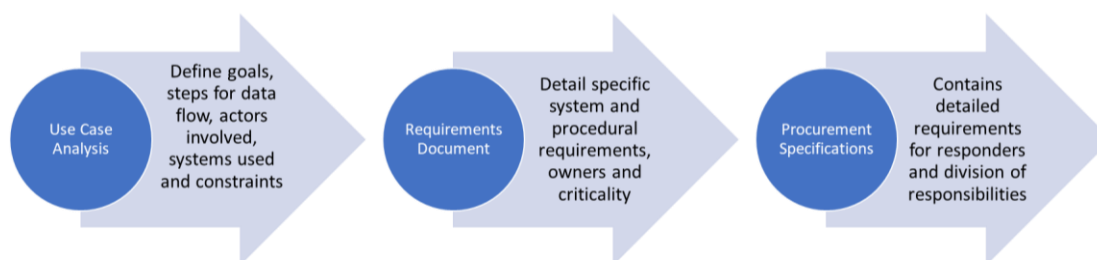 Use Case
Analysis
Define goals,
steps for data
flow, actors
involved,
systems used
and constraints
Requirements
Document
Detail specific
system and
procedural
requirements,
owners and
criticality
Procurement
Specifications
Contains
detailed
requirements
for responders
and division of
responsibilities